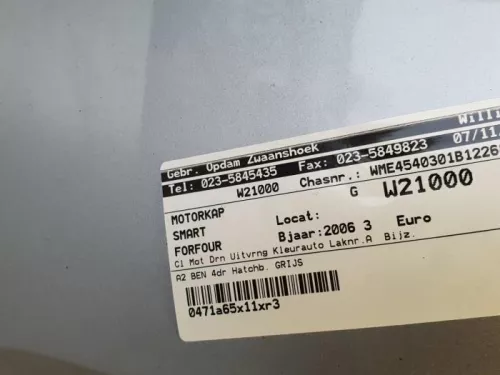 Gebr. Opdam Zwaanshoek
Tel: 023-5845435 Fax: 023-5849823 07/11
W21000 Chasnr.: WME4540301B1226
G W21000
MOTORKAP Locat:
SMART Bjaar:2006 3 Euro
FORFOUR
Cl Mot Drn Uitvrng Kleurauto Laknr.A Bijz.
A2 BEN 4dr Hatchb. GRIJS
0471a65x11xr3